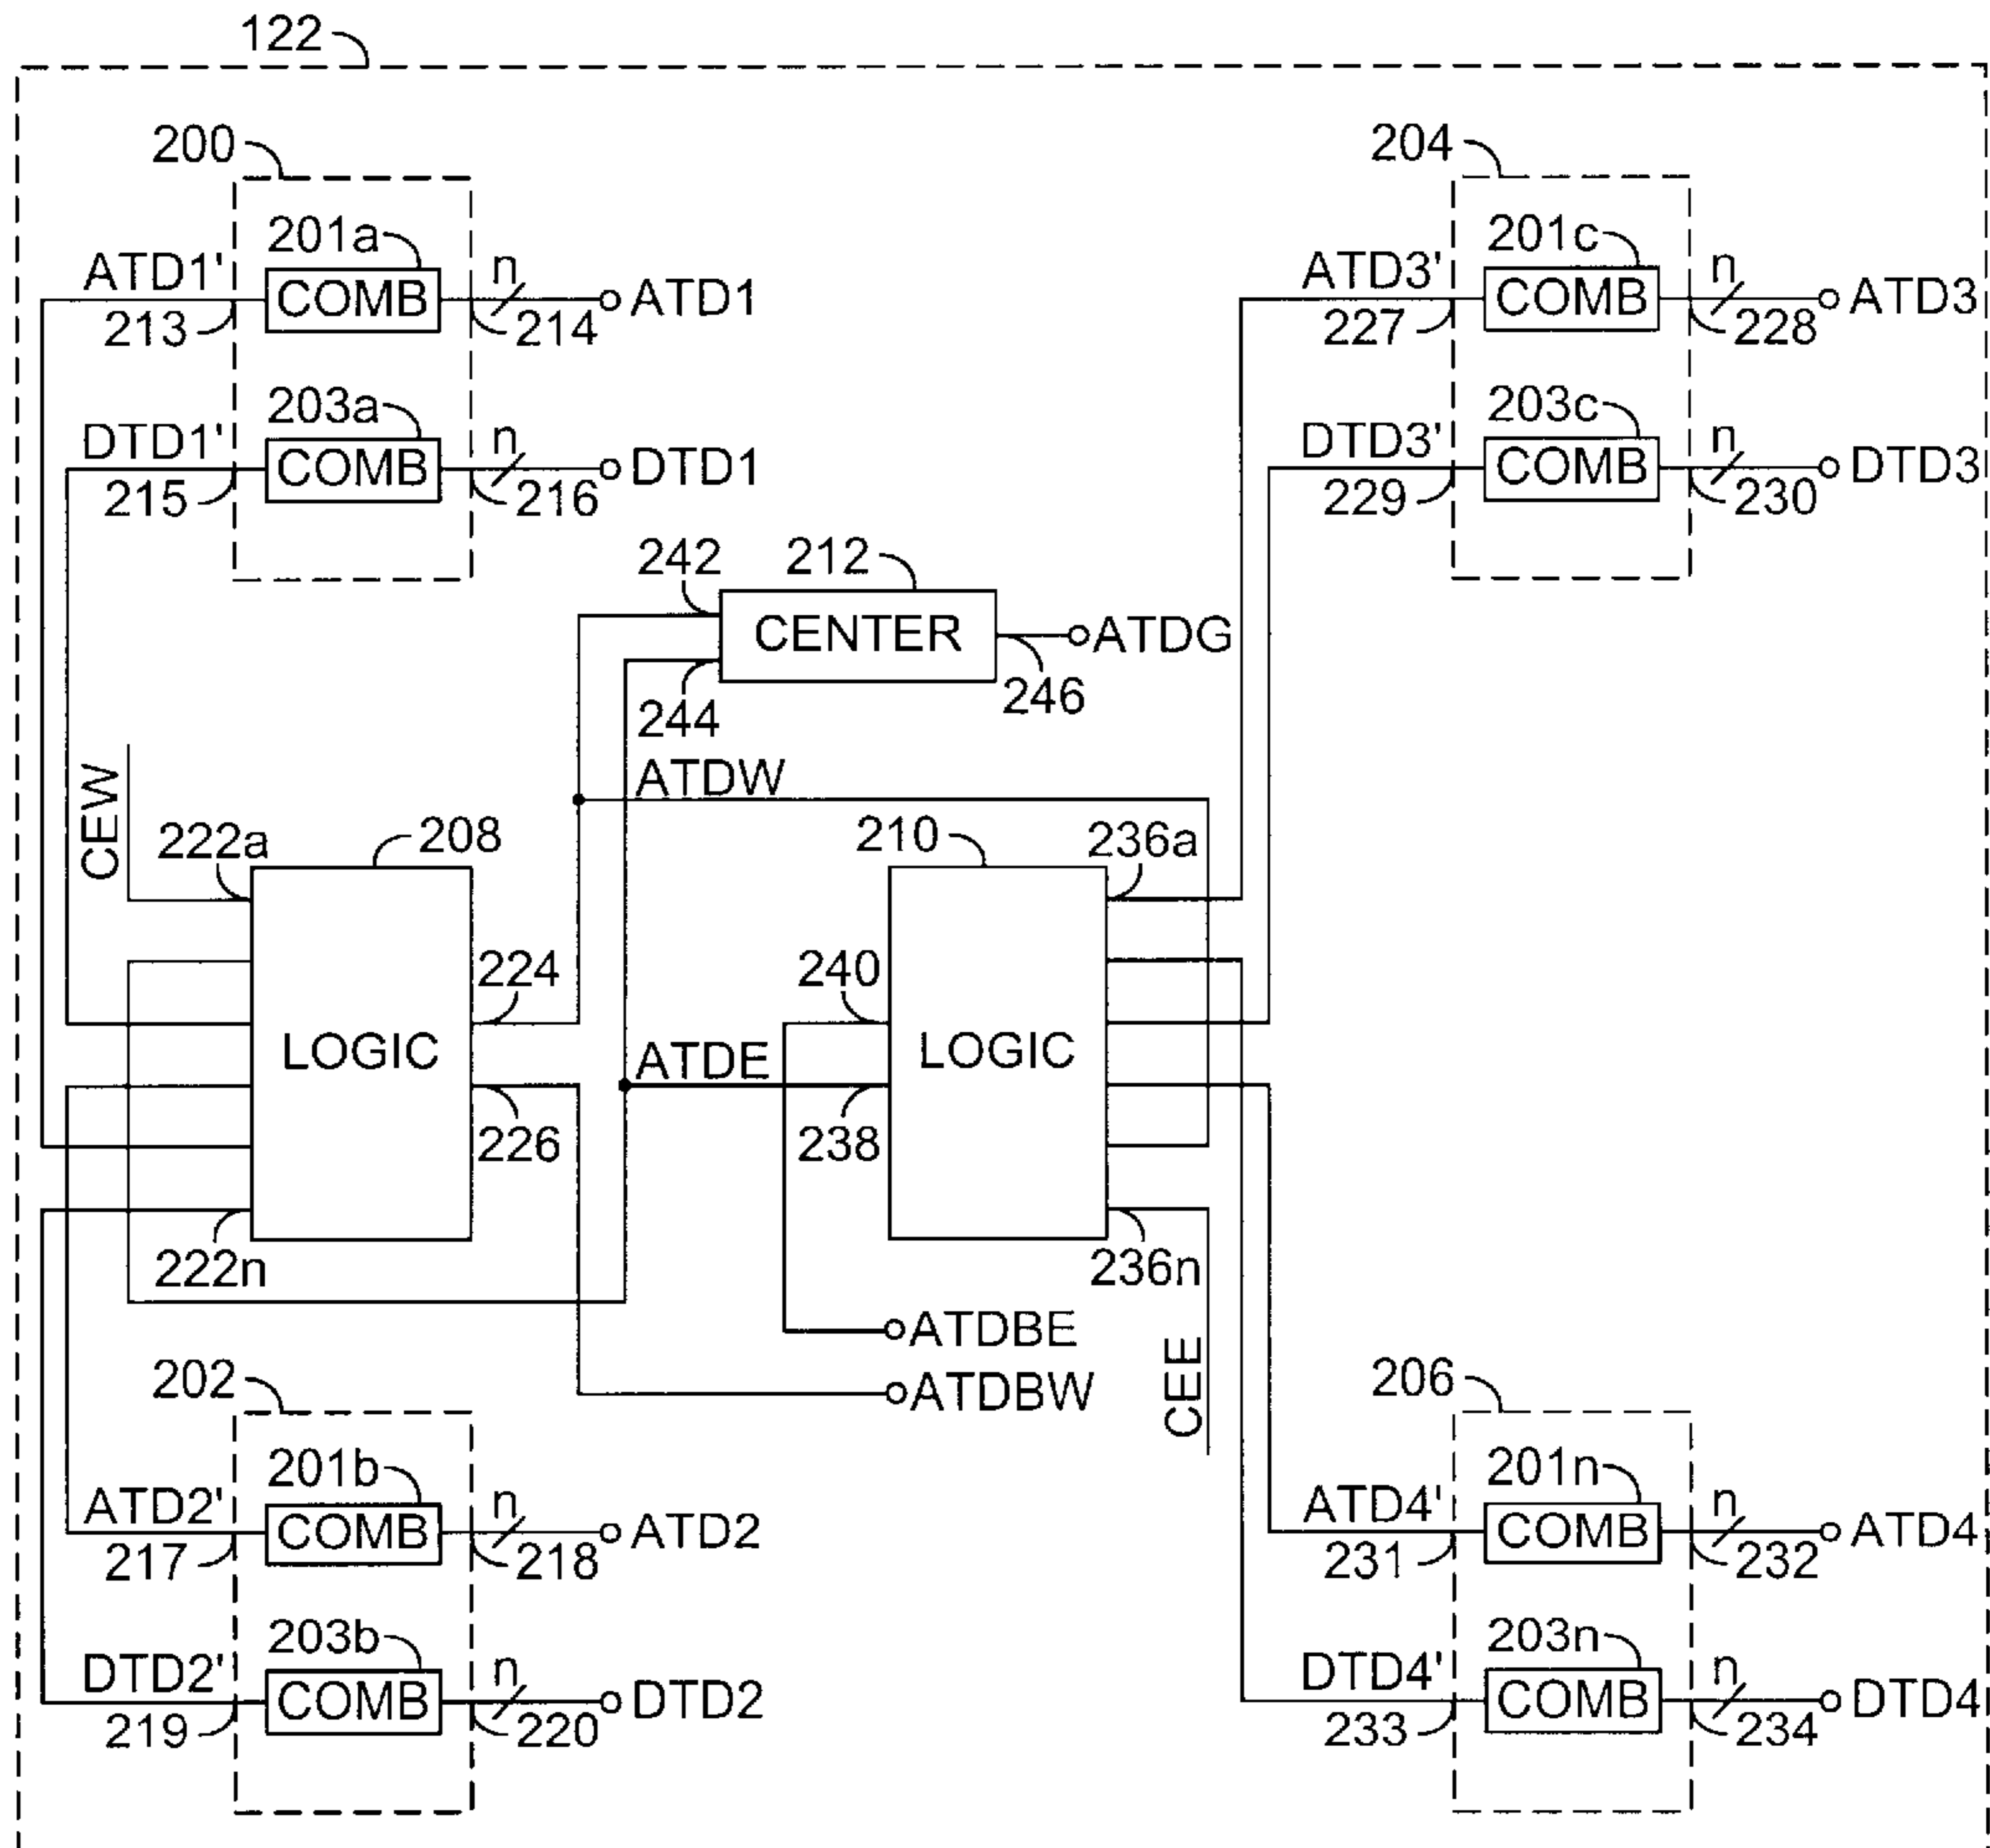 122
200
204
201a
201c
ATD1'
COMB
n
ATD1
ATD3'
COMB
n
ATD3
213
214
227
228
203a
203c
DTD1'
COMB
n
DTD1
DTD3'
COMB
n
DTD3
215
216
229
230
242
212
CENTER
ATDG
244
246
CEW
ATDW
222a
208
210
236a
224
240
LOGIC
LOGIC
ATDE
226
238
222n
236n
ATDBE
ATDBW
CEE
202
206
201b
201n
ATD2'
COMB
n
ATD2
ATD4'
COMB
n
ATD4
217
218
231
232
203b
203n
DTD2'
COMB
n
DTD2
DTD4'
COMB
n
DTD4
219
220
233
234